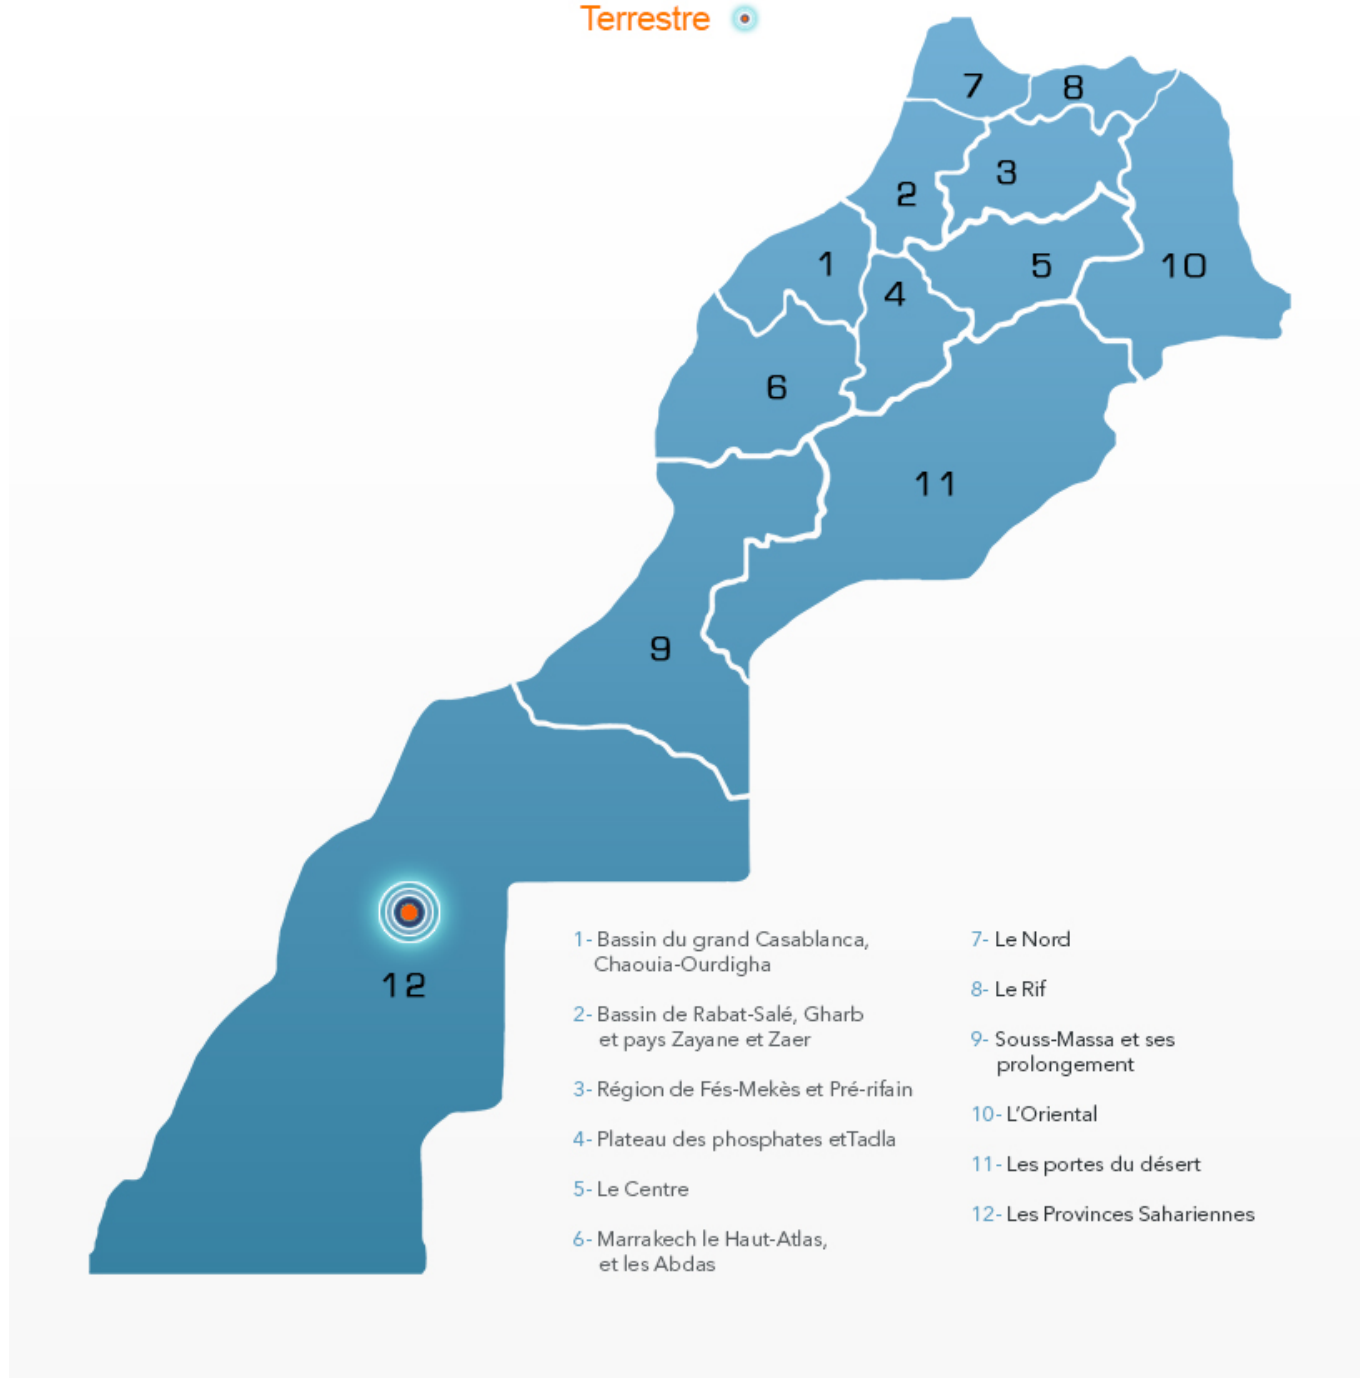 Terrestre
7
8
3
2
1
5
10
4
6
11
9
12
1- Bassin du grand Casablanca,
Chaouia-Ourdigha
2- Bassin de Rabat-Salé, Gharb
et pays Zayane et Zaer
3- Région de Fés-Mekès et Pré-rifain
4- Plateau des phosphates etTadla
5- Le Centre
6- Marrakech le Haut-Atlas,
et les Abdas
7- Le Nord
8- Le Rif
9- Souss-Massa et ses
prolongement
10- L'Oriental
11- Les portes du désert
12- Les Provinces Sahariennes